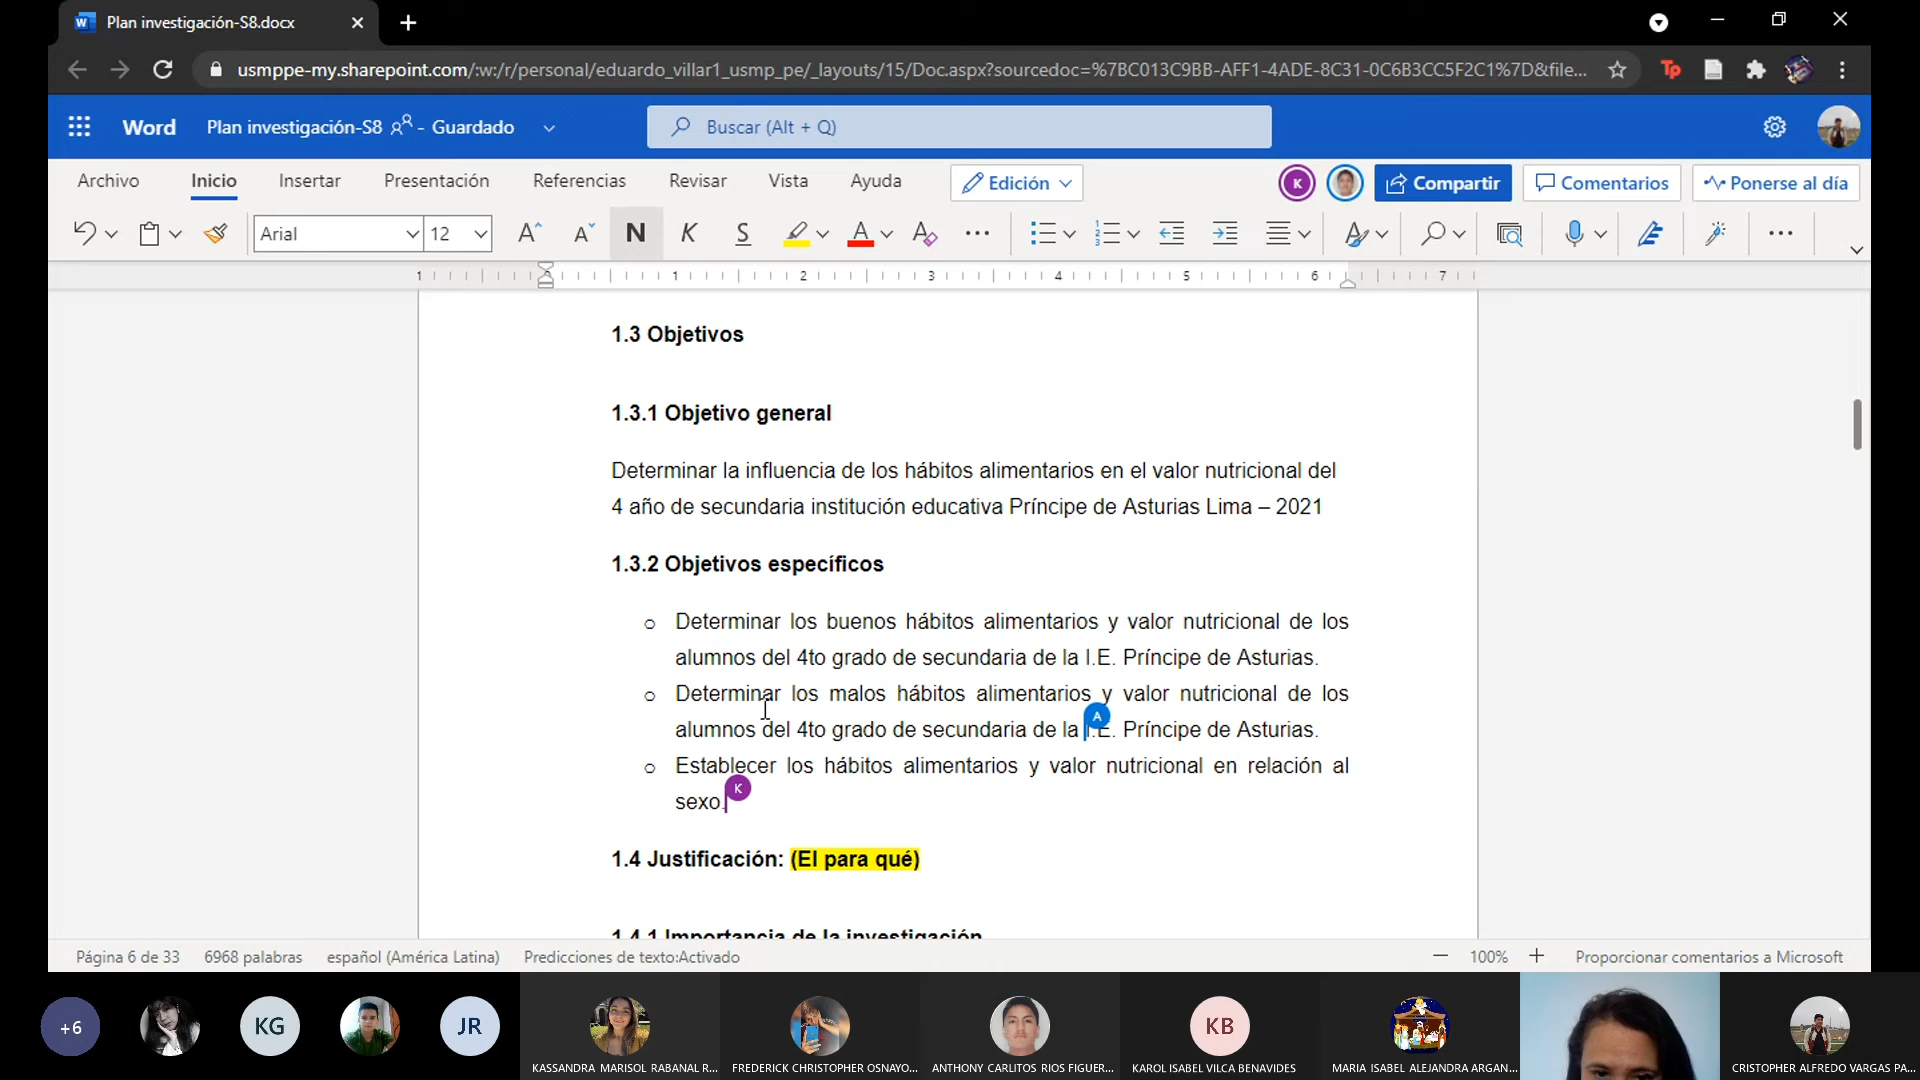 Plan investigación-S8.docx
usmppe-my.sharepoint.com/:w:/r/personal/eduardo_villar1_usmp_pe/_layouts/15/Doc.aspx?sourcedoc=%7BC013C9BB-AFF1-4ADE-8C31-0C6B3CC5F2C1%7D&file...
Word Plan investigación-S8 - Guardado
Buscar (Alt + Q)
Archivo Inicio Insertar Presentación Referencias Revisar Vista Ayuda Edición K Compartir Comentarios Ponerse al día
Arial 12 N K S
1 1 2 3 4 5 6 7
1.3 Objetivos
1.3.1 Objetivo general
Determinar la influencia de los hábitos alimentarios en el valor nutricional del
4 año de secundaria institución educativa Príncipe de Asturias Lima – 2021
1.3.2 Objetivos específicos
o Determinar los buenos hábitos alimentarios y valor nutricional de los
alumnos del 4to grado de secundaria de la I.E. Príncipe de Asturias.
o Determinar los malos hábitos alimentarios y valor nutricional de los
A
alumnos del 4to grado de secundaria de la I.E. Príncipe de Asturias.
o Establecer los hábitos alimentarios y valor nutricional en relación al
K
sexo.
1.4 Justificación: (El para qué)
1.4.1 Importancia de la investigación
Página 6 de 33 6968 palabras español (América Latina) Predicciones de texto:Activado 100% Proporcionar comentarios a Microsoft
+6 KG JR KB
KASSANDRA MARISOL RABANAL R... FREDERICK CHRISTOPHER OSNAYO... ANTHONY CARLITOS RIOS FIGUER... KAROL ISABEL VILCA BENAVIDES MARIA ISABEL ALEJANDRA ARGAN... CRISTOPHER ALFREDO VARGAS PA...